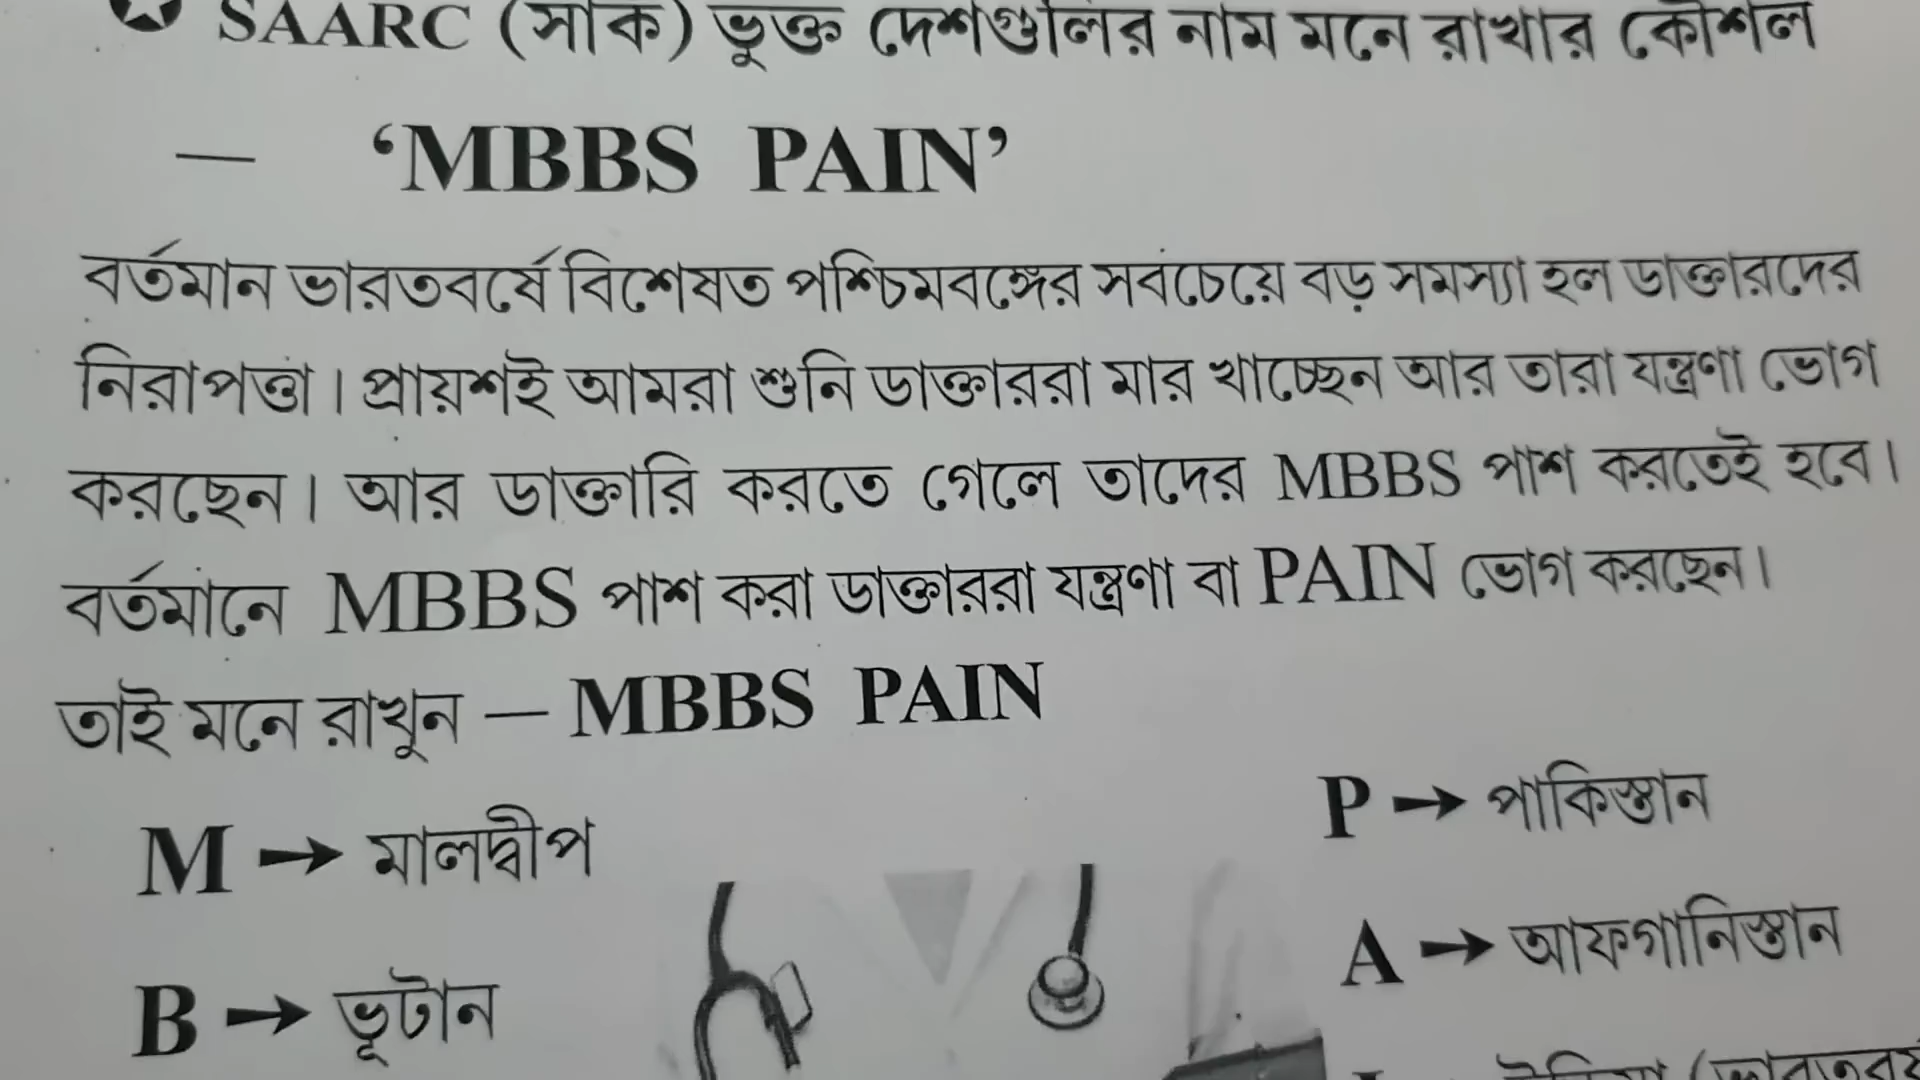 SAARC (সার্ক) ভুক্ত দেশগুলির নাম মনে রাখার কৌশল
— ‘MBBS PAIN’
বর্তমান ভারতবর্ষে বিশেষত পশ্চিমবঙ্গের সবচেয়ে বড় সমস্যা হল ডাক্তারদের
নিরাপত্তা। প্রায়শই আমরা শুনি ডাক্তাররা মার খাচ্ছেন আর তারা যন্ত্রণা ভোগ
করছেন। আর ডাক্তারি করতে গেলে তাদের MBBS পাশ করতেই হবে।
বর্তমানে MBBS পাশ করা ডাক্তাররা যন্ত্রণা বা PAIN ভোগ করছেন।
তাই মনে রাখুন — MBBS PAIN
M → মালদ্বীপ
B → ভূটান
P → পাকিস্তান
A → আফগানিস্তান